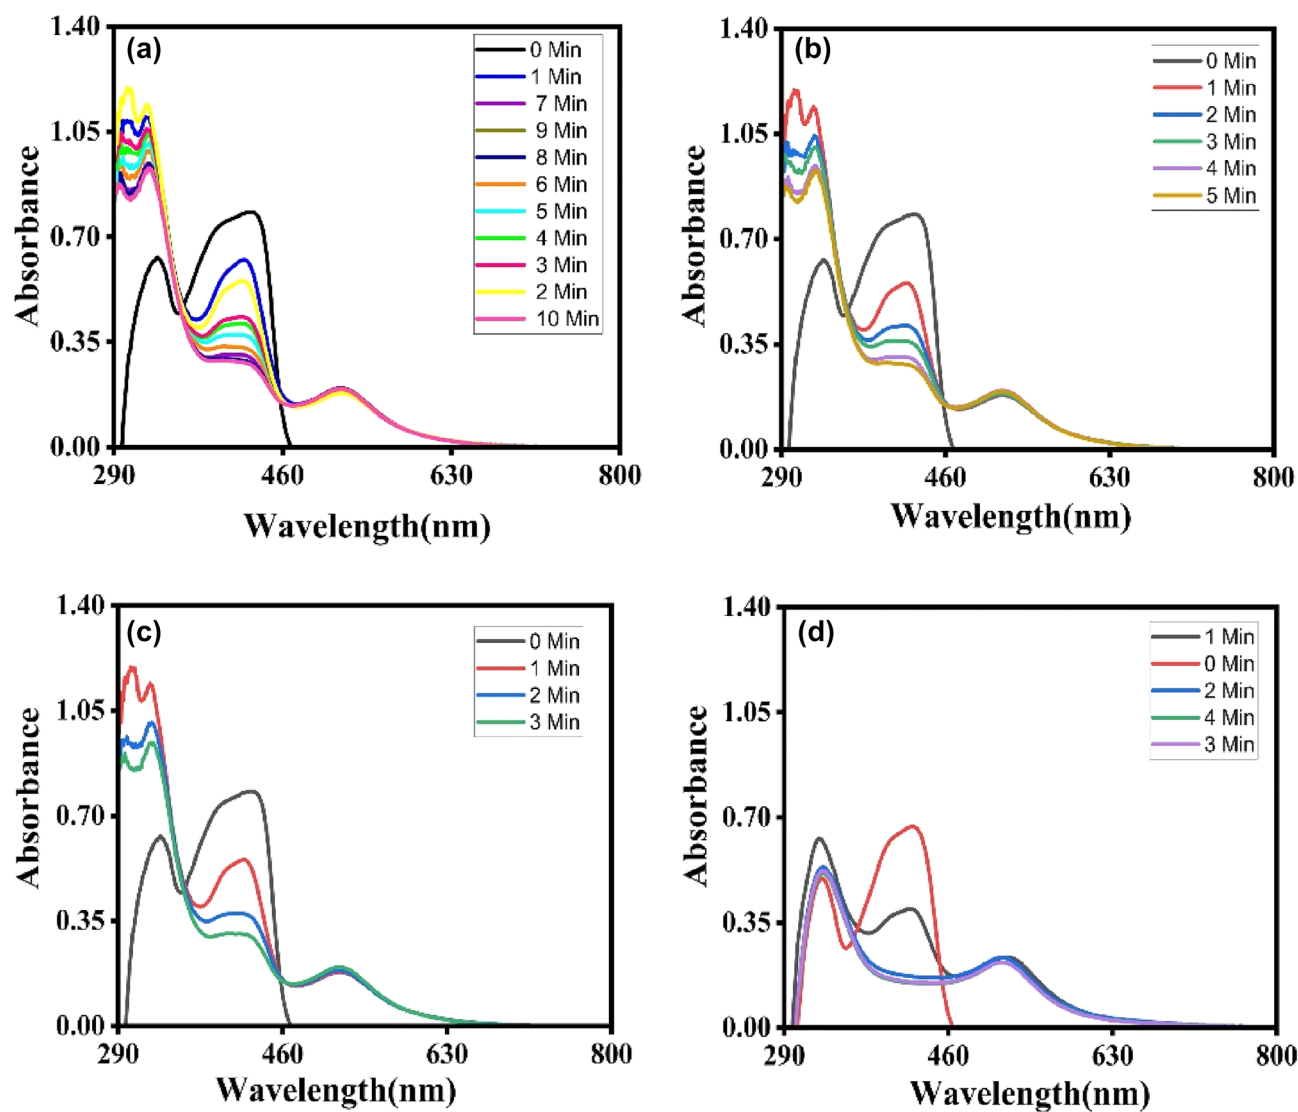 (a)
1.40
1.05
0.70
0.35
0.00
Absorbance
290 460 630 800
Wavelength(nm)
0 Min
1 Min
7 Min
9 Min
8 Min
6 Min
5 Min
4 Min
3 Min
2 Min
10 Min
(b)
1.40
1.05
0.70
0.35
0.00
Absorbance
290 460 630 800
Wavelength(nm)
0 Min
1 Min
2 Min
3 Min
4 Min
5 Min
(c)
1.40
1.05
0.70
0.35
0.00
Absorbance
290 460 630 800
Wavelength(nm)
0 Min
1 Min
2 Min
3 Min
(d)
1.40
1.05
0.70
0.35
0.00
Absorbance
290 460 630 800
Wavelength(nm)
1 Min
0 Min
2 Min
4 Min
3 Min